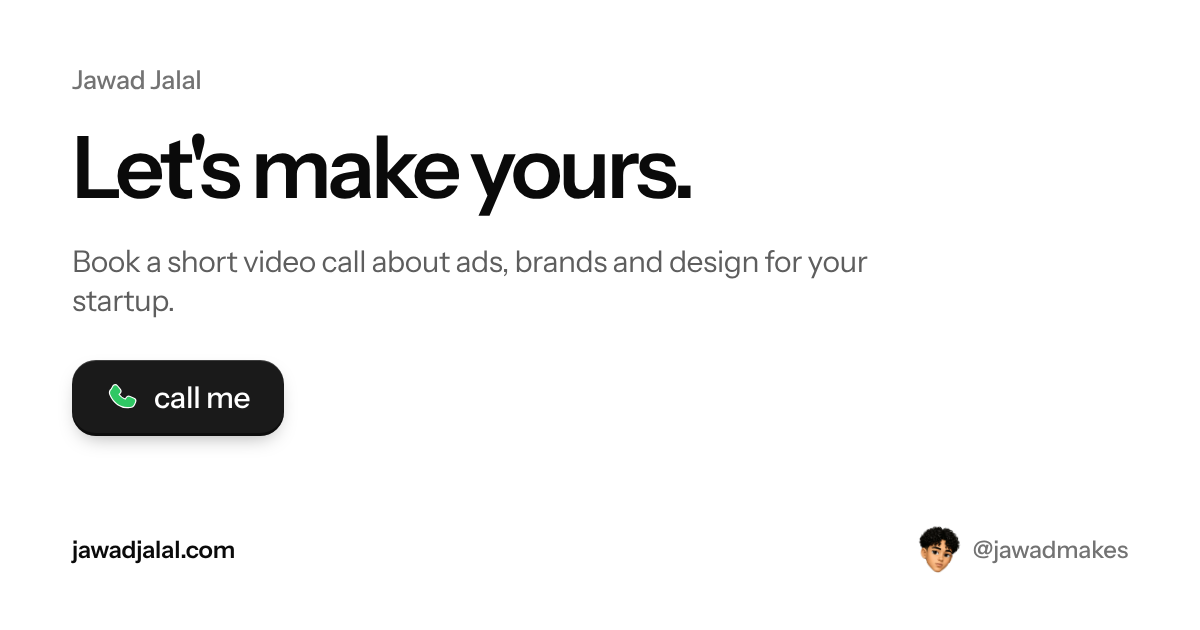 Jawad Jalal
Let's make yours.
Book a short video call about ads, brands and design for your
startup.
call me
jawadjalal.com
@jawadmakes